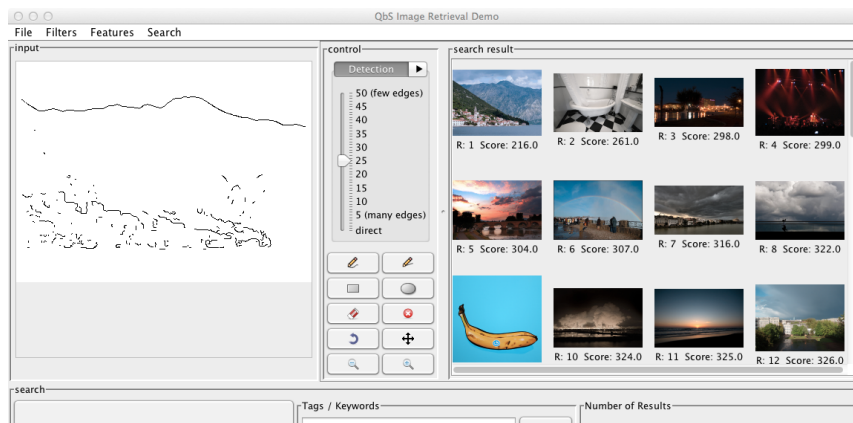 QbS Image Retrieval Demo
File Filters Features Search
input
control
Detection
50 (few edges)
45
40
35
30
25
20
15
10
5 (many edges)
direct
search result
R: 1 Score: 216.0
R: 2 Score: 261.0
R: 3 Score: 298.0
R: 4 Score: 299.0
R: 5 Score: 304.0
R: 6 Score: 307.0
R: 7 Score: 316.0
R: 8 Score: 322.0
R: 10 Score: 324.0
R: 11 Score: 325.0
R: 12 Score: 326.0
search
Tags / Keywords
Number of Results